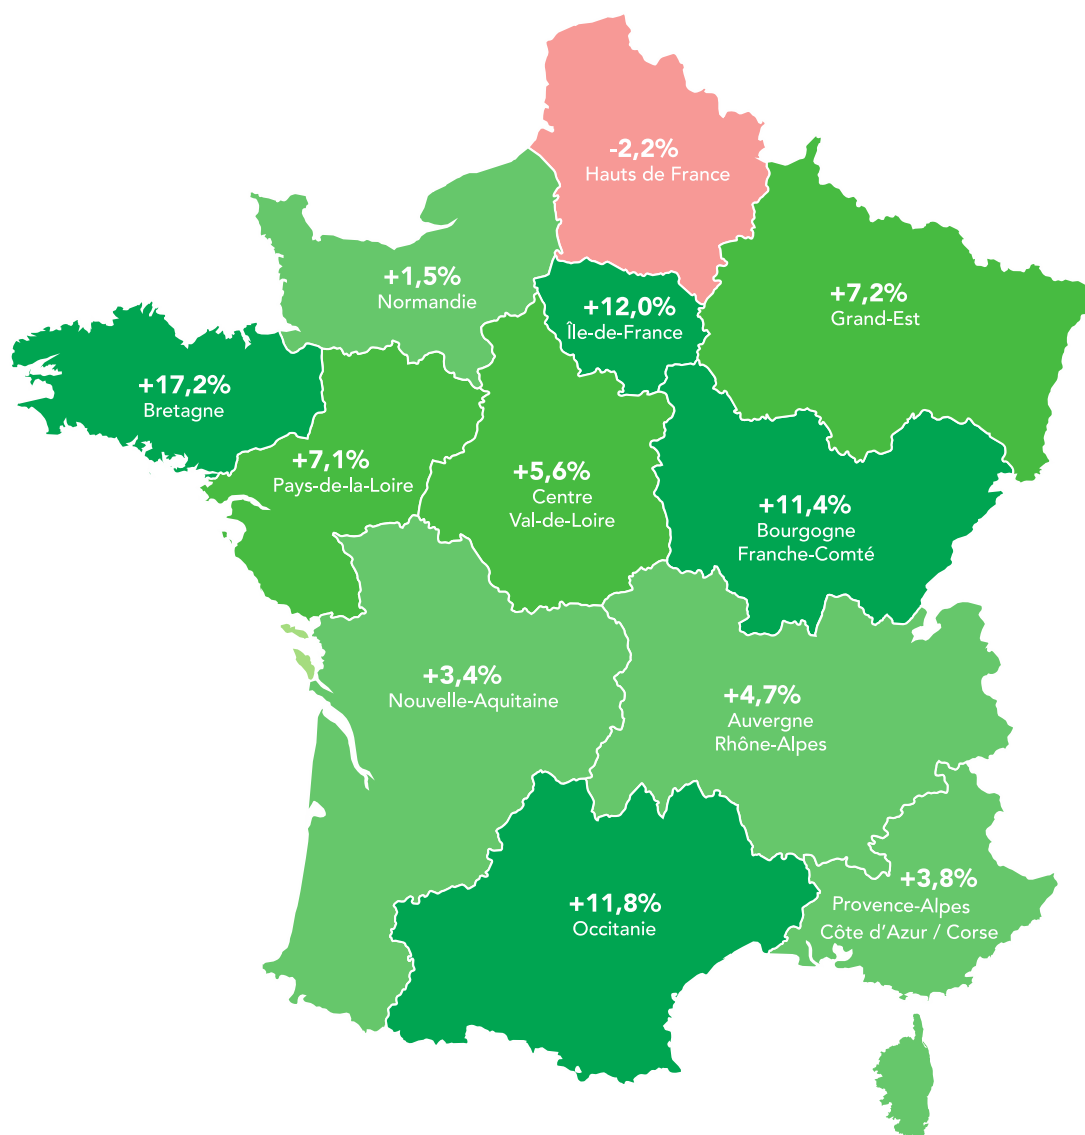 -2,2%
Hauts de France
+1,5%
Normandie
+12,0%
Île-de-France
+7,2%
Grand-Est
+17,2%
Bretagne
+7,1%
Pays-de-la-Loire
+5,6%
Centre
Val-de-Loire
+11,4%
Bourgogne
Franche-Comté
+3,4%
Nouvelle-Aquitaine
+4,7%
Auvergne
Rhône-Alpes
+11,8%
Occitanie
+3,8%
Provence-Alpes
Côte d'Azur / Corse